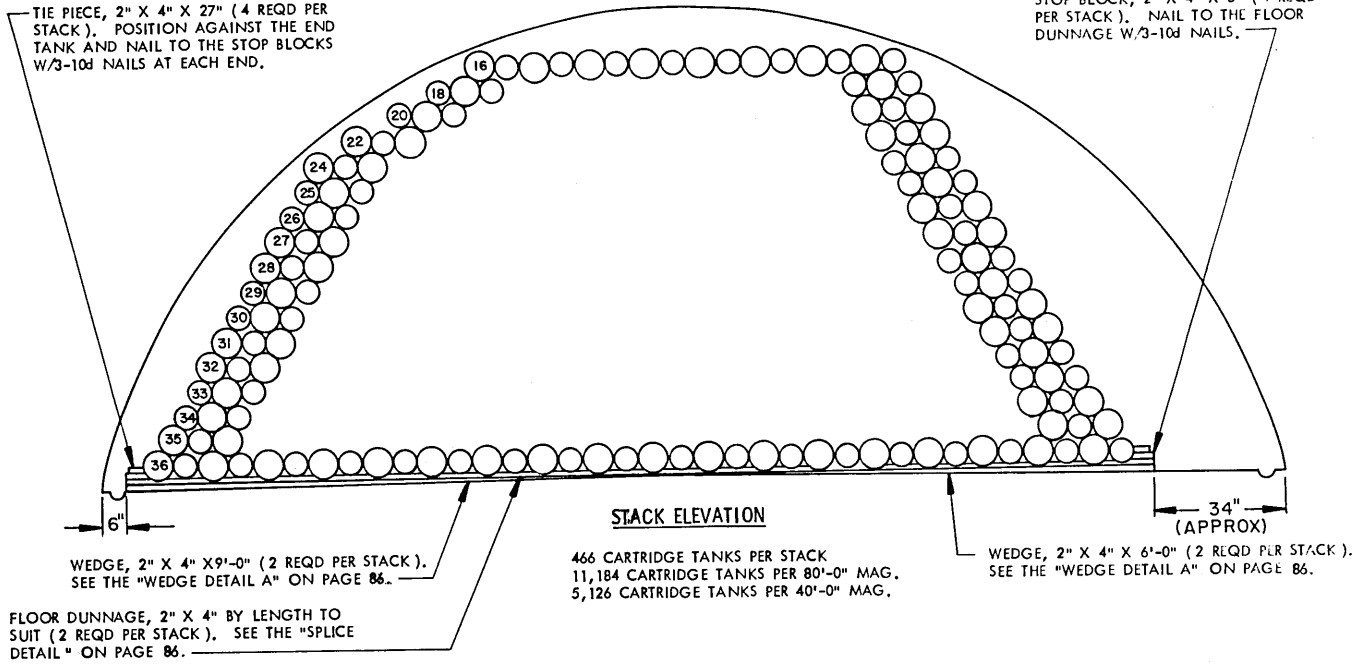 TIE PIECE, 2" X 4" X 27" (4 REQD PER
STACK). POSITION AGAINST THE END
TANK AND NAIL TO THE STOP BLOCKS
W/3-10d NAILS AT EACH END.
PER STACK). NAIL TO THE FLOOR
DUNNAGE W/3-10d NAILS.
16
18
20
22
24
25
26
27
28
29
30
31
32
33
34
35
36
6"
34"
(APPROX)
STACK ELEVATION
466 CARTRIDGE TANKS PER STACK
11,184 CARTRIDGE TANKS PER 80'-0" MAG.
5,126 CARTRIDGE TANKS PER 40'-0" MAG.
WEDGE, 2" X 4" X9'-0" (2 REQD PER STACK).
SEE THE "WEDGE DETAIL A" ON PAGE 86.
WEDGE, 2" X 4" X 6'-0" (2 REQD PER STACK).
SEE THE "WEDGE DETAIL A" ON PAGE 86.
FLOOR DUNNAGE, 2" X 4" BY LENGTH TO
SUIT (2 REQD PER STACK). SEE THE "SPLICE
DETAIL" ON PAGE 86.